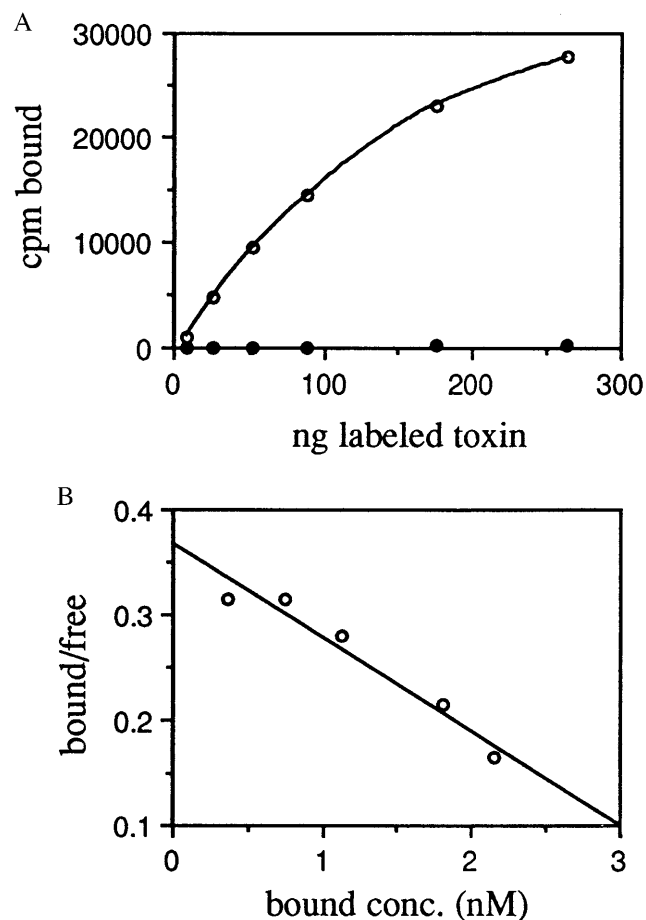 A
30000
20000
10000
0
cpm bound
0 100 200 300
ng labeled toxin
B
0.4
0.3
0.2
0.1
bound/free
0 1 2 3
bound conc. (nM)